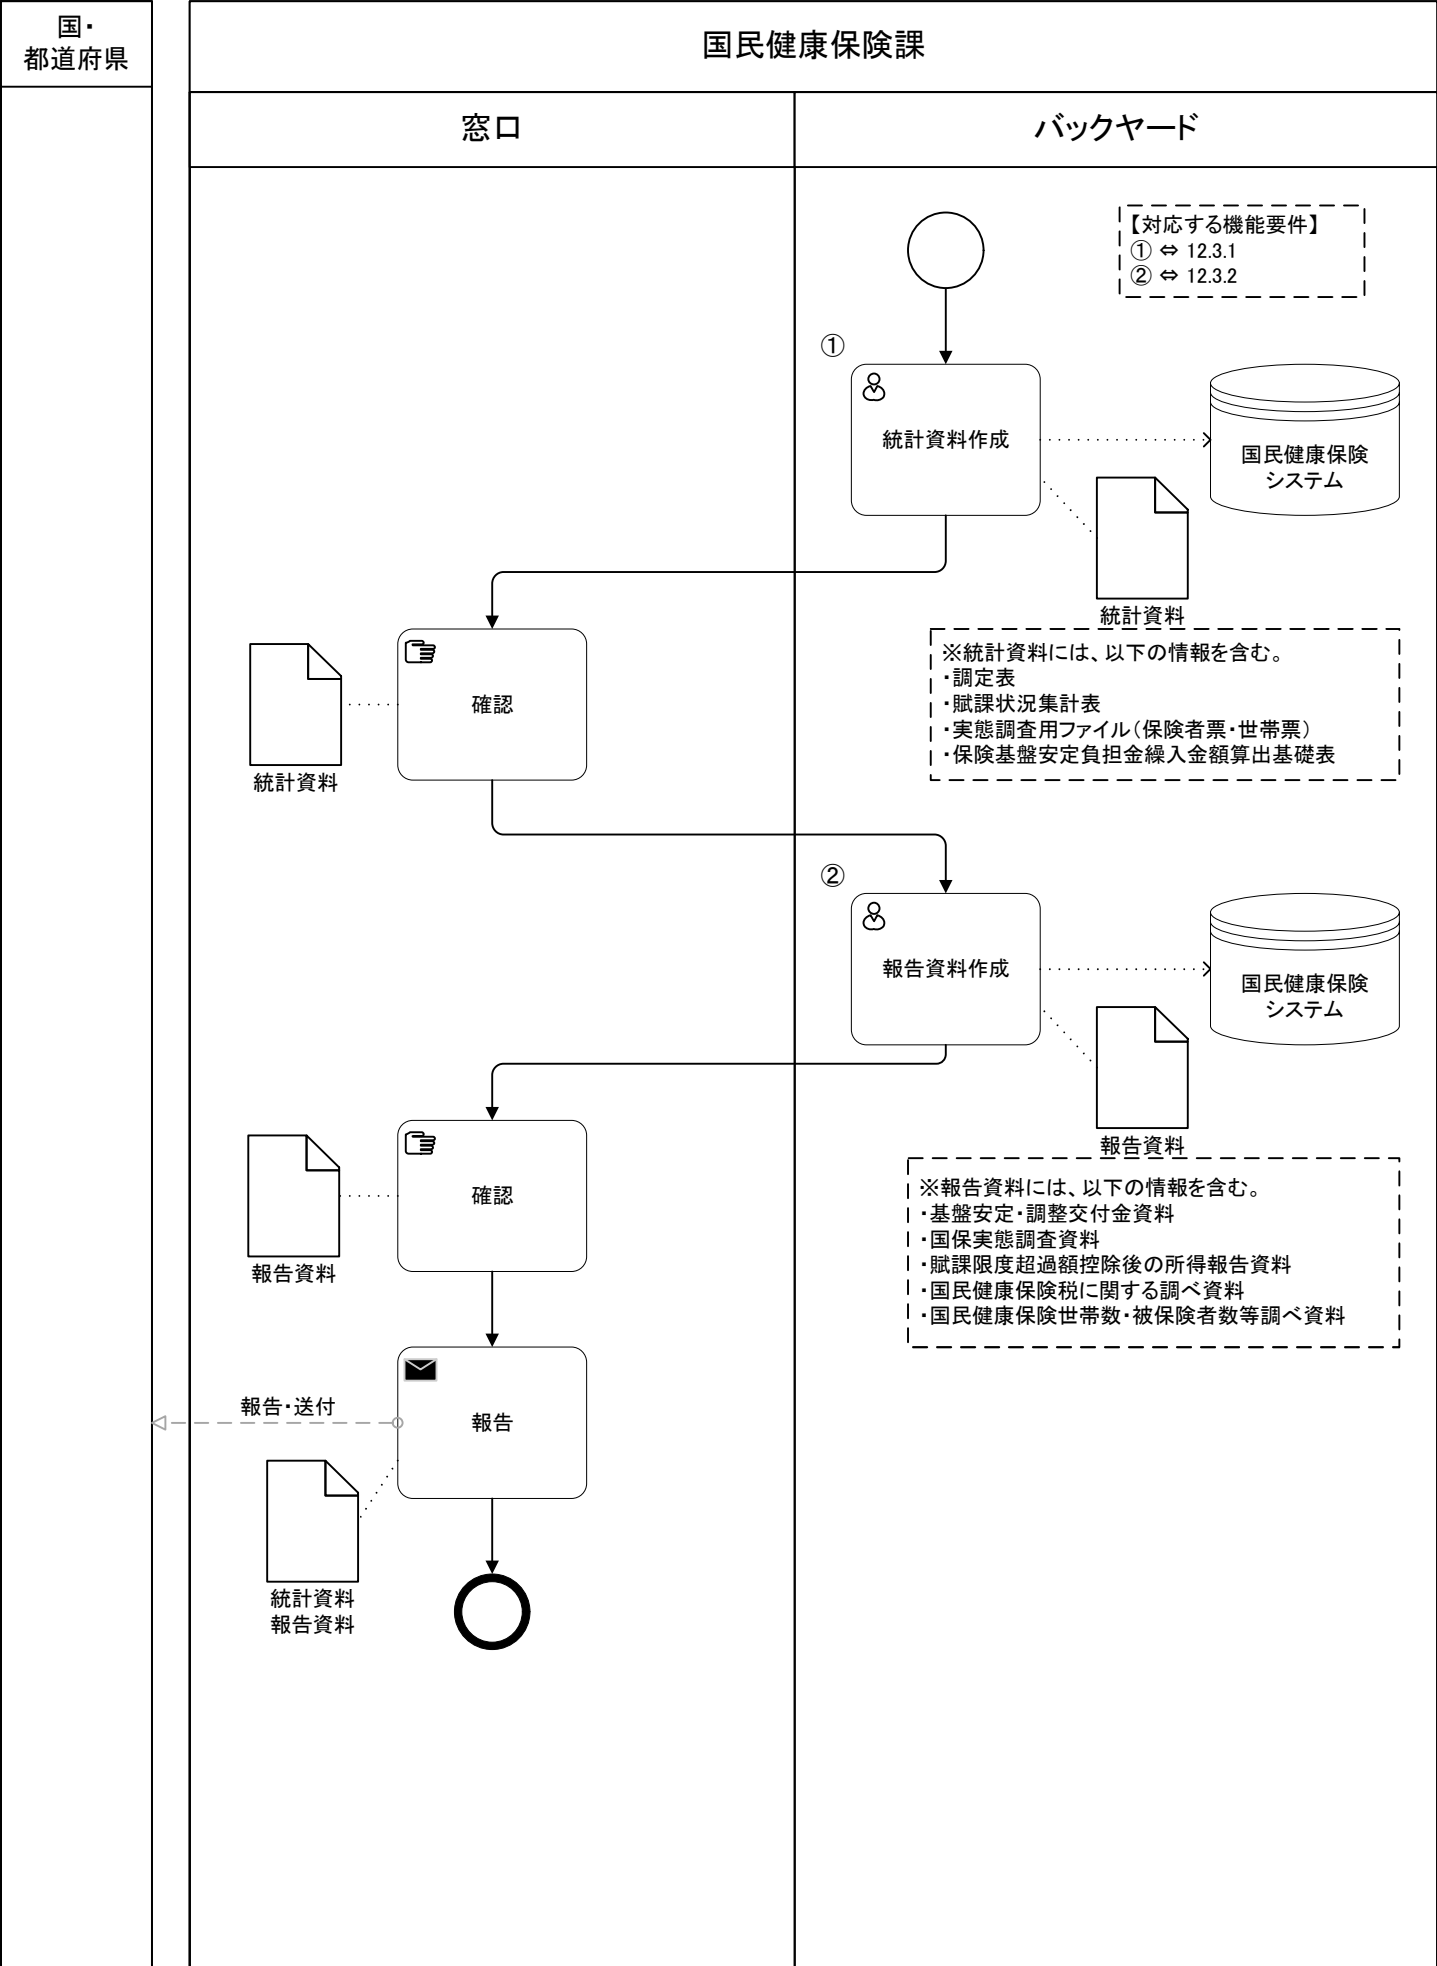 国・
都道府県
国民健康保険課
窓口
バックヤード
【対応する機能要件】
① ⇔ 12.3.1
② ⇔ 12.3.2
①
統計資料作成
国民健康保険
システム
統計資料
※統計資料には、以下の情報を含む。
・調定表
・賦課状況集計表
・実態調査用ファイル（保険者票・世帯票）
・保険基盤安定負担金繰入金額算出基礎表
確認
統計資料
②
報告資料作成
国民健康保険
システム
報告資料
※報告資料には、以下の情報を含む。
・基盤安定・調整交付金資料
・国保実態調査資料
・賦課限度超過額控除後の所得報告資料
・国民健康保険税に関する調べ資料
・国民健康保険世帯数・被保険者数等調べ資料
確認
報告資料
報告・送付
報告
統計資料
報告資料